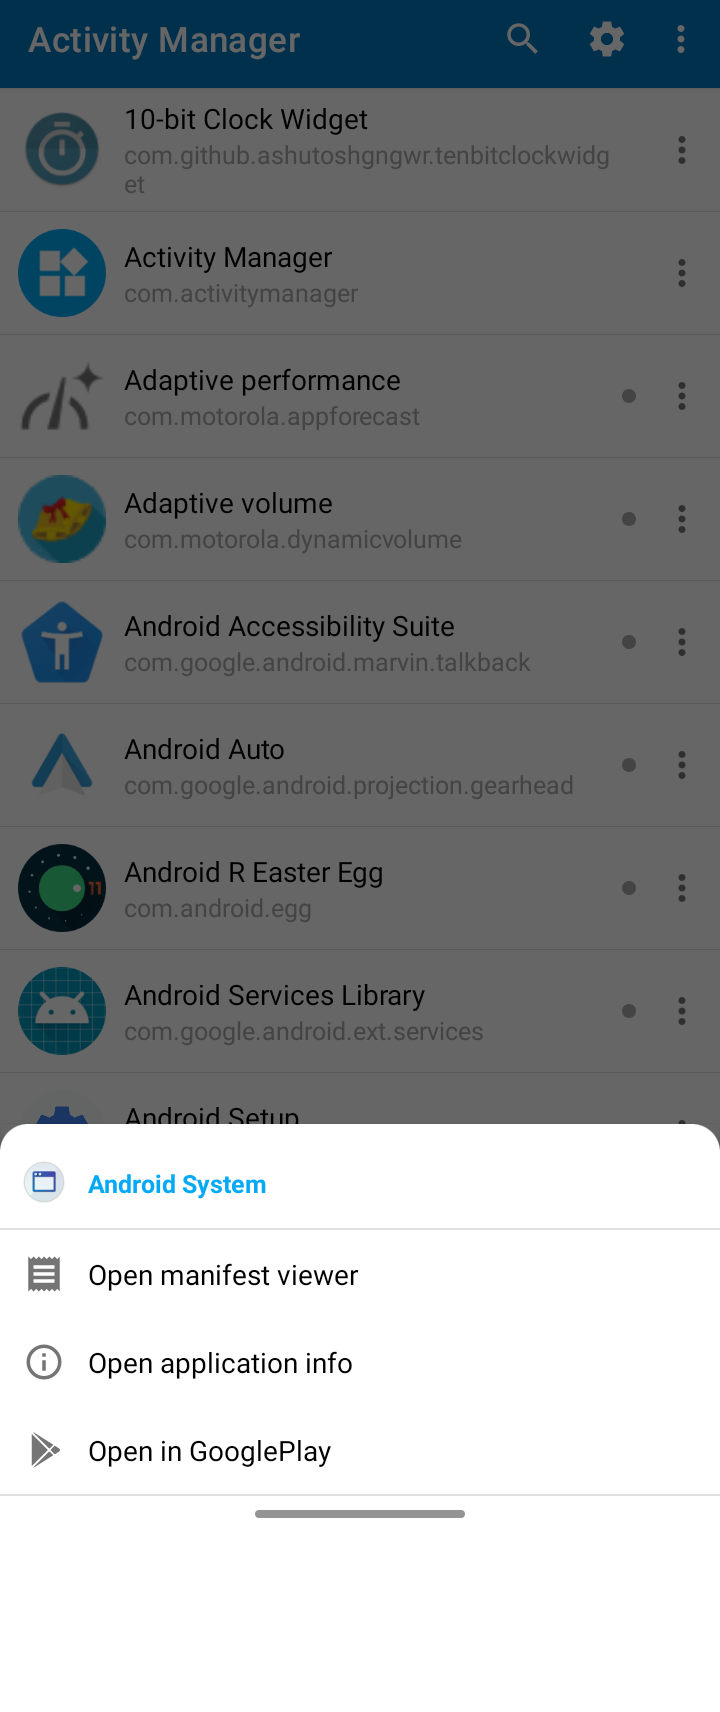 Activity Manager
10-bit Clock Widget
com.github.ashutoshgngwr.tenbitclockwidg
et
Activity Manager
com.activitymanager
Adaptive performance
com.motorola.appforecast
Adaptive volume
com.motorola.dynamicvolume
Android Accessibility Suite
com.google.android.marvin.talkback
Android Auto
com.google.android.projection.gearhead
11
Android R Easter Egg
com.android.egg
Android Services Library
com.google.android.ext.services
Android Setup
Android System
Open manifest viewer
Open application info
Open in GooglePlay